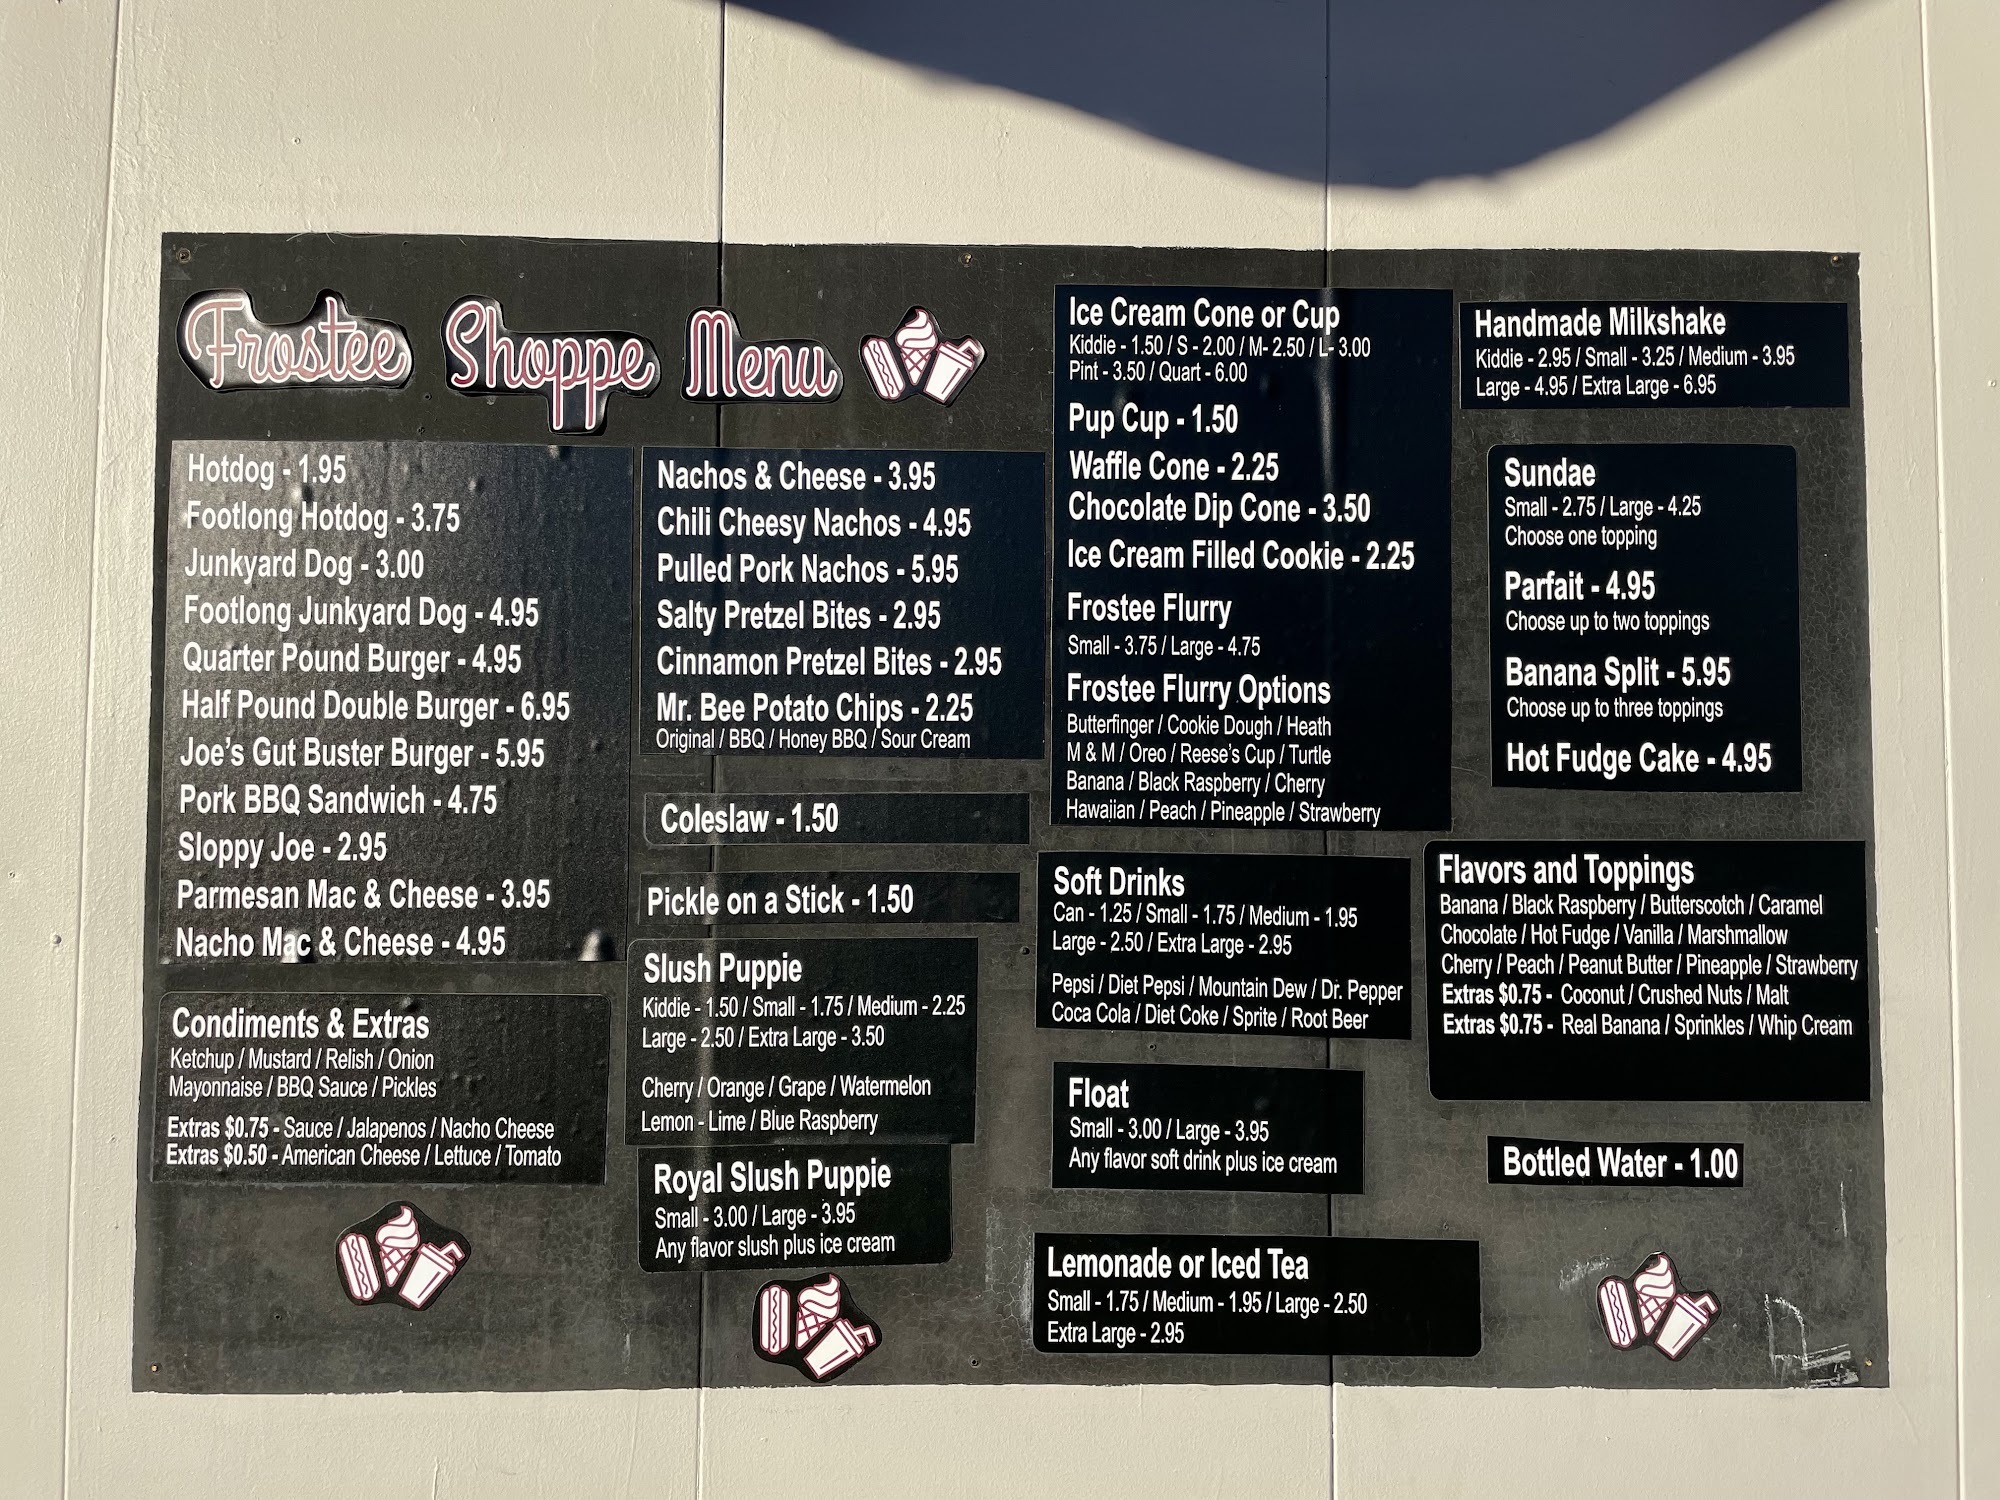 Frostee Shoppe Menu
Hotdog - 1.95
Footlong Hotdog - 3.75
Junkyard Dog - 3.00
Footlong Junkyard Dog - 4.95
Quarter Pound Burger - 4.95
Half Pound Double Burger - 6.95
Joe's Gut Buster Burger - 5.95
Pork BBQ Sandwich - 4.75
Sloppy Joe - 2.95
Parmesan Mac & Cheese - 3.95
Nacho Mac & Cheese - 4.95
Condiments & Extras
Ketchup / Mustard / Relish / Onion
Mayonnaise / BBQ Sauce / Pickles
Extras $0.75 - Sauce / Jalapenos / Nacho Cheese
Extras $0.50 - American Cheese / Lettuce / Tomato
Nachos & Cheese - 3.95
Chili Cheesy Nachos - 4.95
Pulled Pork Nachos - 5.95
Salty Pretzel Bites - 2.95
Cinnamon Pretzel Bites - 2.95
Mr. Bee Potato Chips - 2.25
Original / BBQ / Honey BBQ / Sour Cream
Coleslaw - 1.50
Pickle on a Stick - 1.50
Slush Puppie
Kiddie - 1.50 / Small - 1.75 / Medium - 2.25
Large - 2.50 / Extra Large - 3.50
Cherry / Orange / Grape / Watermelon
Lemon - Lime / Blue Raspberry
Royal Slush Puppie
Small - 3.00 / Large - 3.95
Any flavor slush plus ice cream
Ice Cream Cone or Cup
Kiddie - 1.50 / S - 2.00 / M- 2.50 / L- 3.00
Pint - 3.50 / Quart - 6.00
Pup Cup - 1.50
Waffle Cone - 2.25
Chocolate Dip Cone - 3.50
Ice Cream Filled Cookie - 2.25
Frostee Flurry
Small - 3.75 / Large - 4.75
Frostee Flurry Options
Butterfinger / Cookie Dough / Heath
M & M / Oreo / Reese's Cup / Turtle
Banana / Black Raspberry / Cherry
Hawaiian / Peach / Pineapple / Strawberry
Soft Drinks
Can - 1.25 / Small - 1.75 / Medium - 1.95
Large - 2.50 / Extra Large - 2.95
Pepsi / Diet Pepsi / Mountain Dew / Dr. Pepper
Coca Cola / Diet Coke / Sprite / Root Beer
Float
Small - 3.00 / Large - 3.95
Any flavor soft drink plus ice cream
Lemonade or Iced Tea
Small - 1.75 / Medium - 1.95 / Large - 2.50
Extra Large - 2.95
Handmade Milkshake
Kiddie - 2.95 / Small - 3.25 / Medium - 3.95
Large - 4.95 / Extra Large - 6.95
Sundae
Small - 2.75 / Large - 4.25
Choose one topping
Parfait - 4.95
Choose up to two toppings
Banana Split - 5.95
Choose up to three toppings
Hot Fudge Cake - 4.95
Flavors and Toppings
Banana / Black Raspberry / Butterscotch / Caramel
Chocolate / Hot Fudge / Vanilla / Marshmallow
Cherry / Peach / Peanut Butter / Pineapple / Strawberry
Extras $0.75 - Coconut / Crushed Nuts / Malt
Extras $0.75 - Real Banana / Sprinkles / Whip Cream
Bottled Water - 1.00